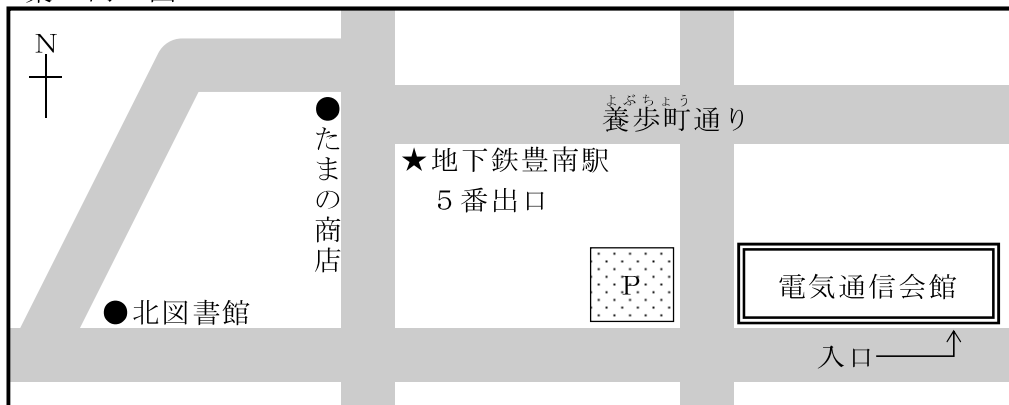 N
よぶちょう
養歩町通り
★地下鉄豊南駅
5番出口
●たまの商店
P
電気通信会館
●北図書館
入口